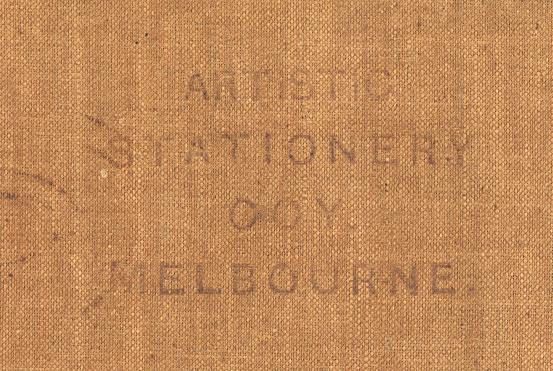 ARTISTIC
STATIONERY
COY.
MELBOURNE.